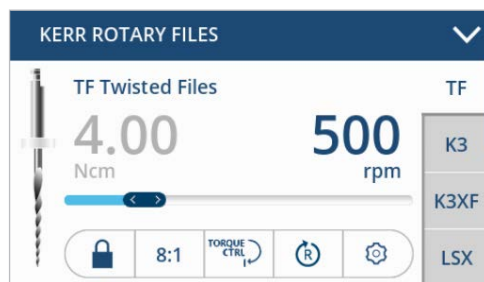 KERR ROTARY FILES
TF Twisted Files
TF
4.00
500
Ncm
rpm
K3
K3XF
8:1
TORQUE
CTRL
R
LSX